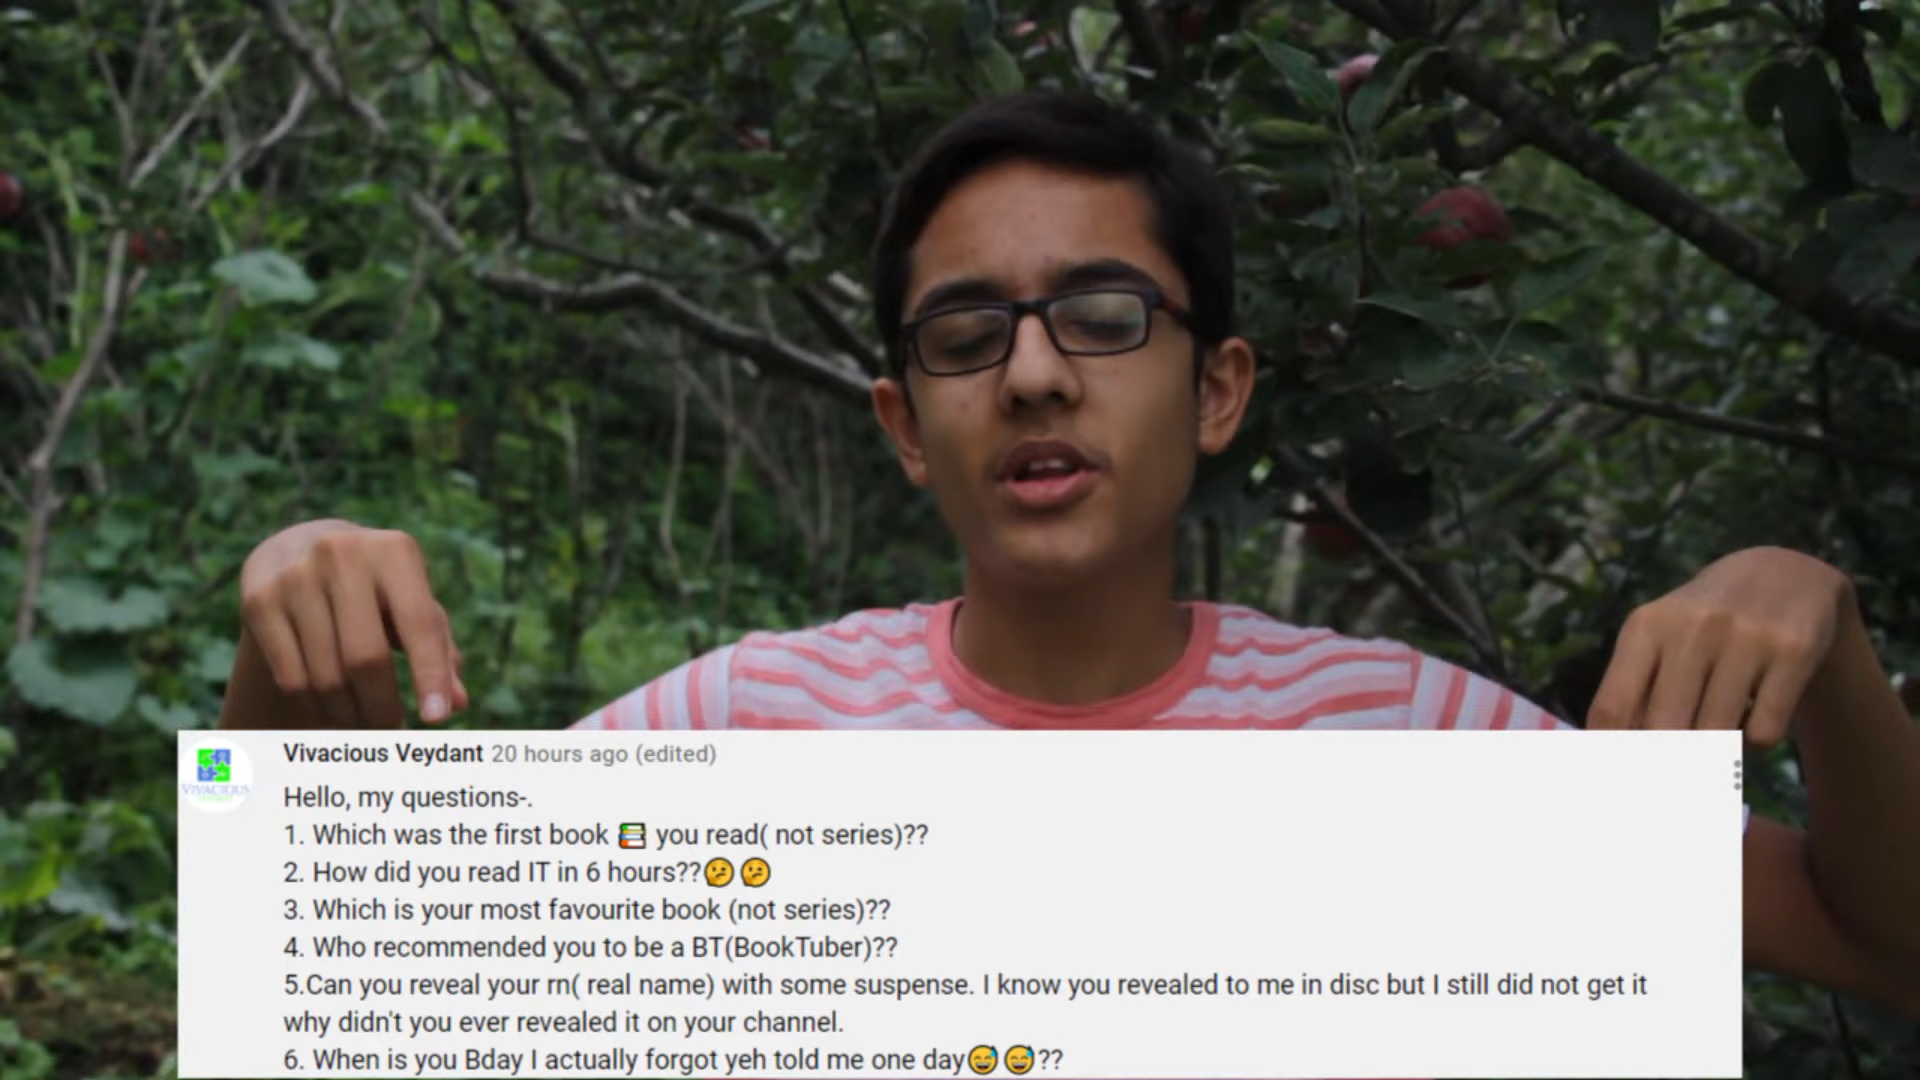 Vivacious Veydant 20 hours ago (edited)
VIVACIOUS
Hello, my questions-.
1. Which was the first book 📚 you read( not series)??
2. How did you read IT in 6 hours??🤔🤔
3. Which is your most favourite book (not series)??
4. Who recommended you to be a BT(BookTuber)??
5.Can you reveal your rn( real name) with some suspense. I know you revealed to me in disc but I still did not get it
why didn't you ever revealed it on your channel.
6. When is you Bday I actually forgot yeh told me one day😅😅??